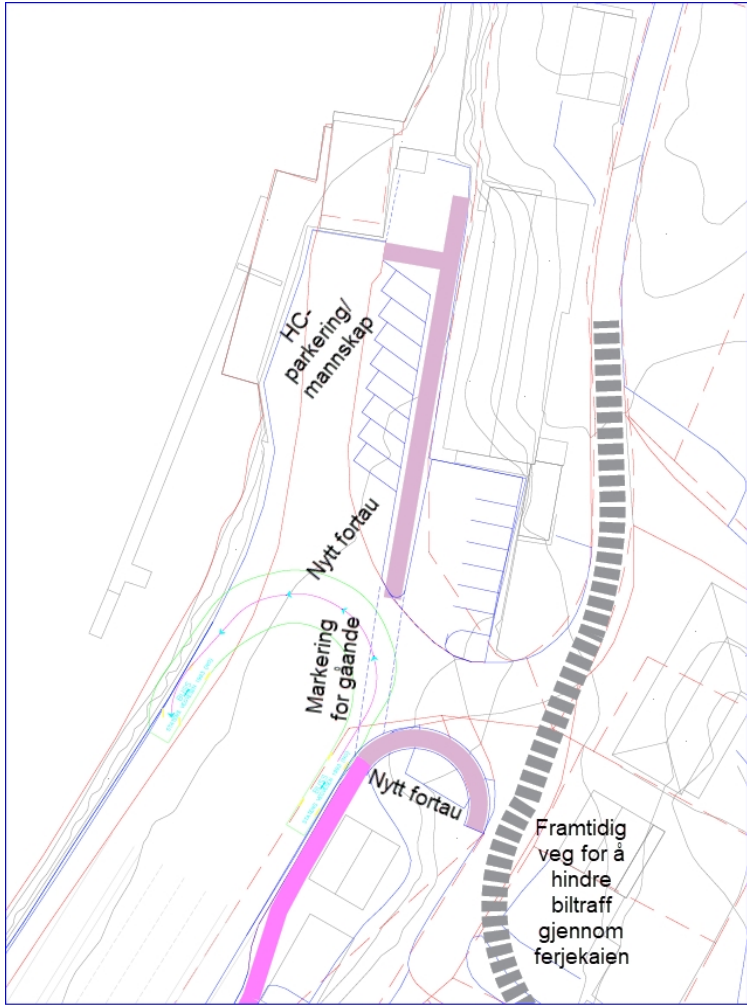 HC-
parkering/
mannskap
Nytt fortau
Markering
for gåande
Nytt fortau
Framtidig
veg for å
hindre
biltraff
gjennom
ferjekaien